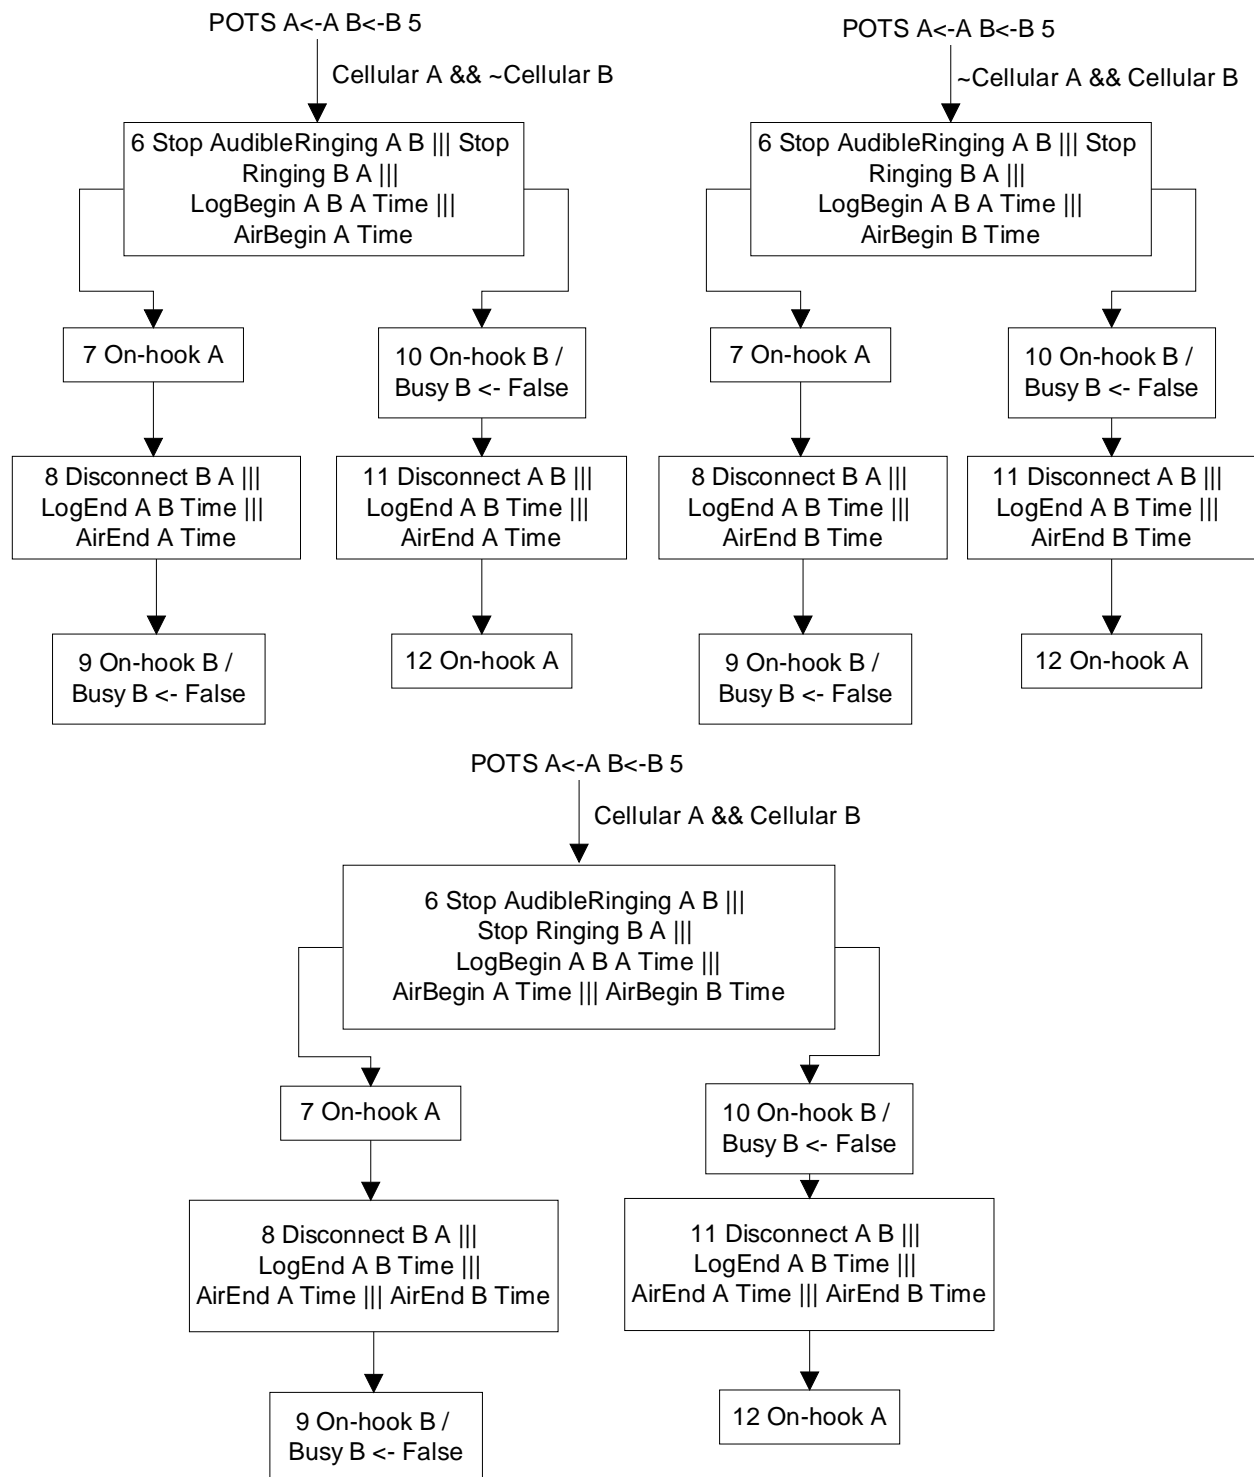 POTS A<-A B<-B 5
Cellular A && ~Cellular B
6 Stop AudibleRinging A B ||| Stop
Ringing B A |||
LogBegin A B A Time |||
AirBegin A Time
7 On-hook A
10 On-hook B /
Busy B <- False
8 Disconnect B A |||
LogEnd A B Time |||
AirEnd A Time
11 Disconnect A B |||
LogEnd A B Time |||
AirEnd A Time
9 On-hook B /
Busy B <- False
12 On-hook A
POTS A<-A B<-B 5
~Cellular A && Cellular B
6 Stop AudibleRinging A B ||| Stop
Ringing B A |||
LogBegin A B A Time |||
AirBegin B Time
7 On-hook A
10 On-hook B /
Busy B <- False
8 Disconnect B A |||
LogEnd A B Time |||
AirEnd B Time
11 Disconnect A B |||
LogEnd A B Time |||
AirEnd B Time
9 On-hook B /
Busy B <- False
12 On-hook A
POTS A<-A B<-B 5
Cellular A && Cellular B
6 Stop AudibleRinging A B |||
Stop Ringing B A |||
LogBegin A B A Time |||
AirBegin A Time ||| AirBegin B Time
7 On-hook A
10 On-hook B /
Busy B <- False
8 Disconnect B A |||
LogEnd A B Time |||
AirEnd A Time ||| AirEnd B Time
11 Disconnect A B |||
LogEnd A B Time |||
AirEnd A Time ||| AirEnd B Time
9 On-hook B /
Busy B <- False
12 On-hook A